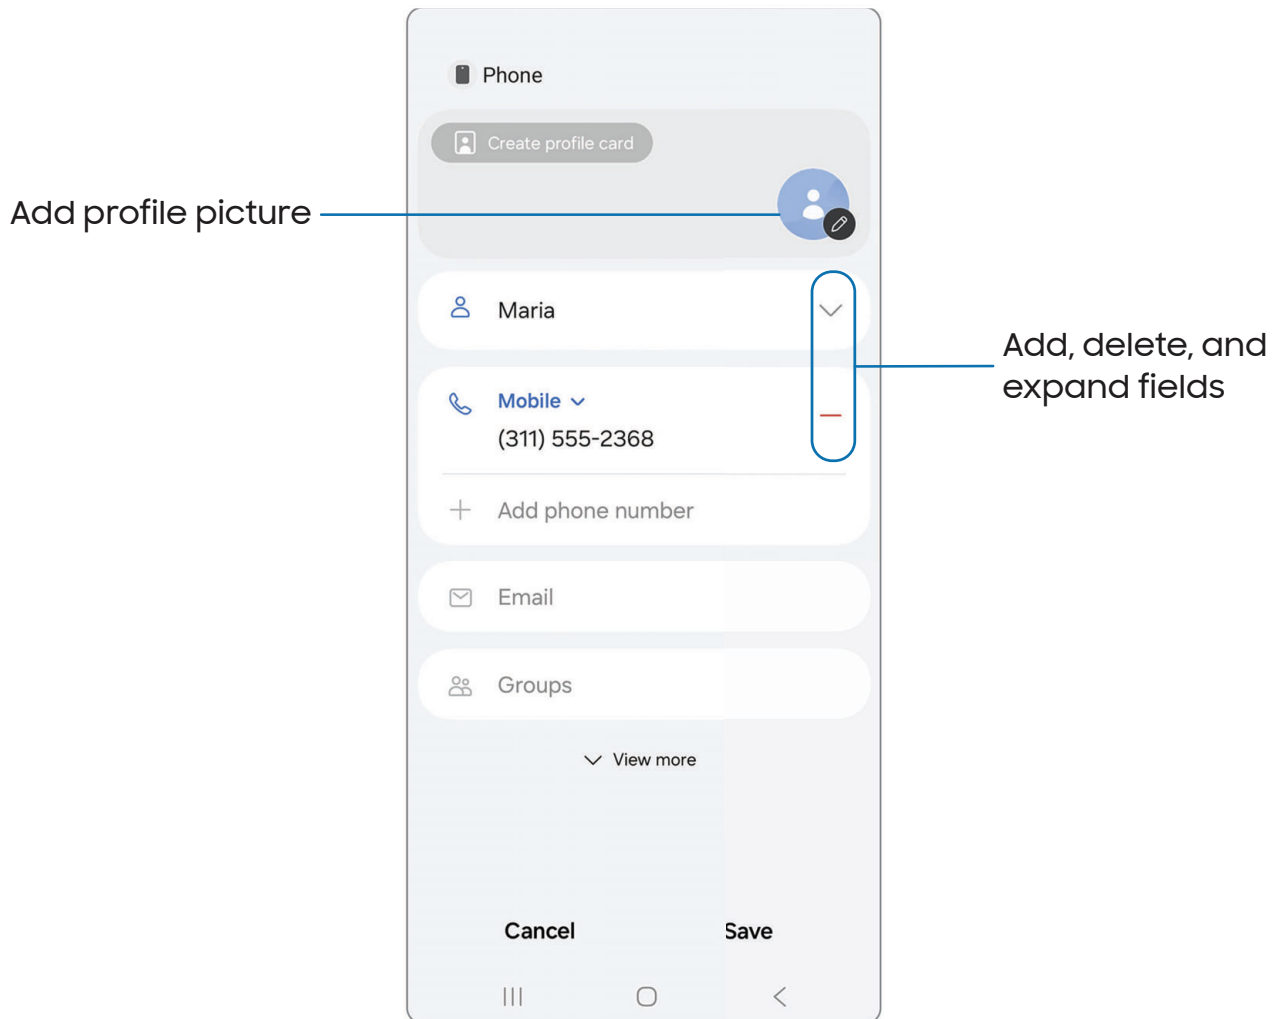 Phone
Create profile card
Add profile picture
Maria
Add, delete, and
expand fields
Mobile
(311) 555-2368
Add phone number
Email
Groups
View more
Cancel Save